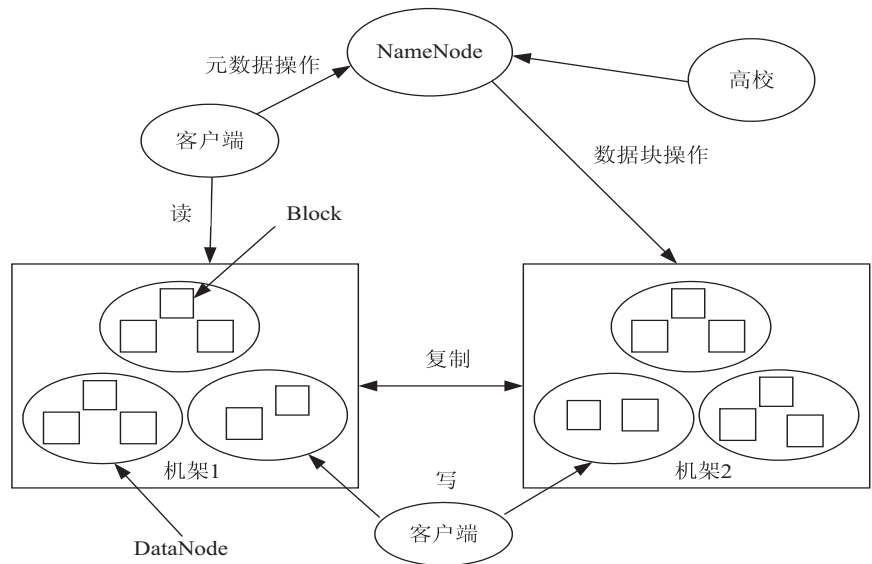 NameNode
元数据操作
高校
客户端
数据块操作
读
Block
复制
机架1
机架2
写
客户端
DataNode